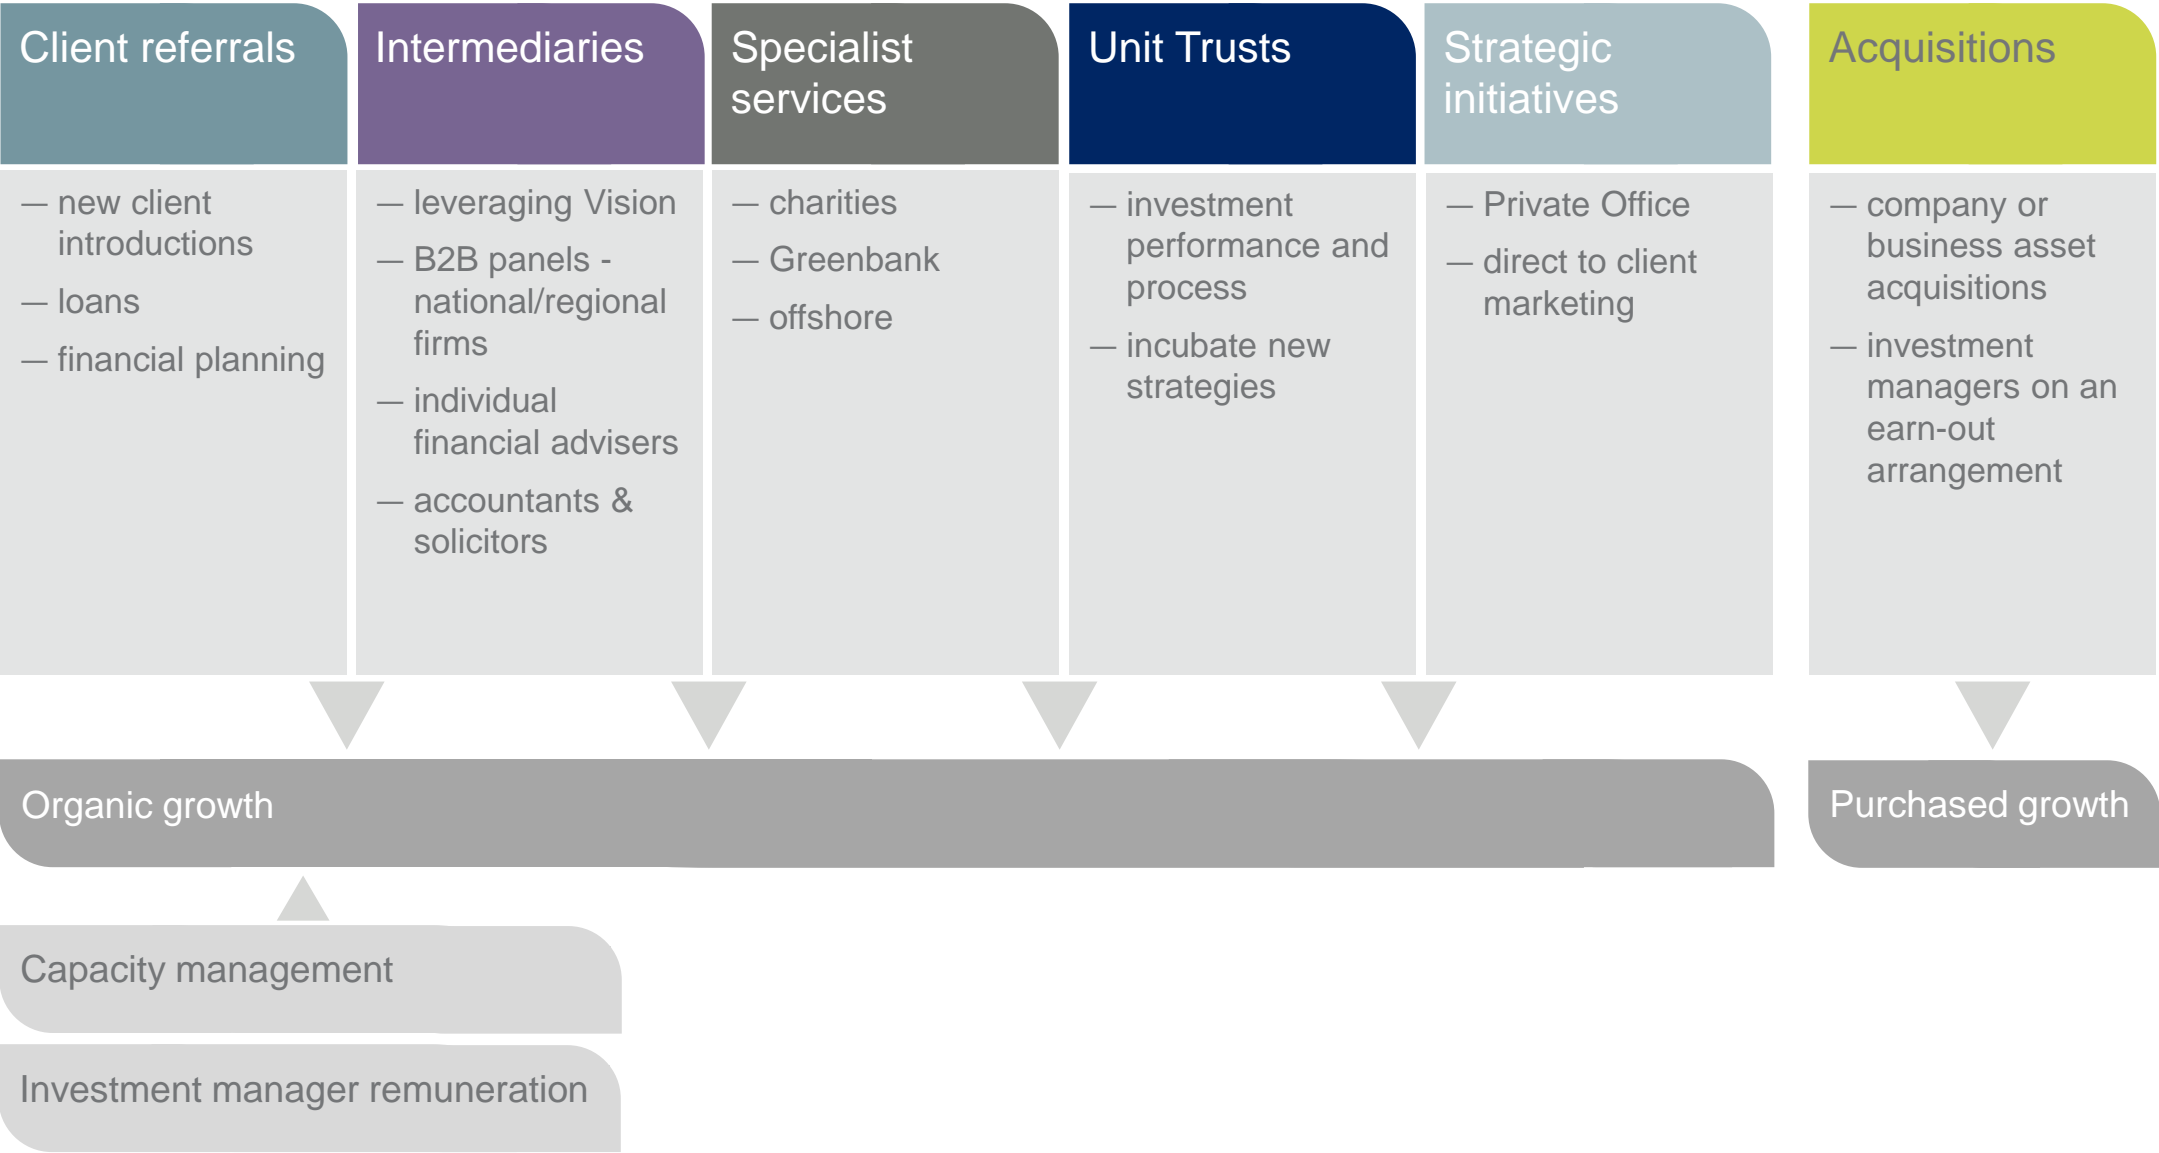 Client referrals
— new client
introductions
— loans
— financial planning
Intermediaries
— leveraging Vision
— B2B panels -
national/regional
firms
— individual
financial advisers
— accountants &
solicitors
Specialist
services
— charities
— Greenbank
— offshore
Unit Trusts
— investment
performance and
process
— incubate new
strategies
Strategic
initiatives
— Private Office
— direct to client
marketing
Acquisitions
— company or
business asset
acquisitions
— investment
managers on an
earn-out
arrangement
Organic growth
Purchased growth
Capacity management
Investment manager remuneration